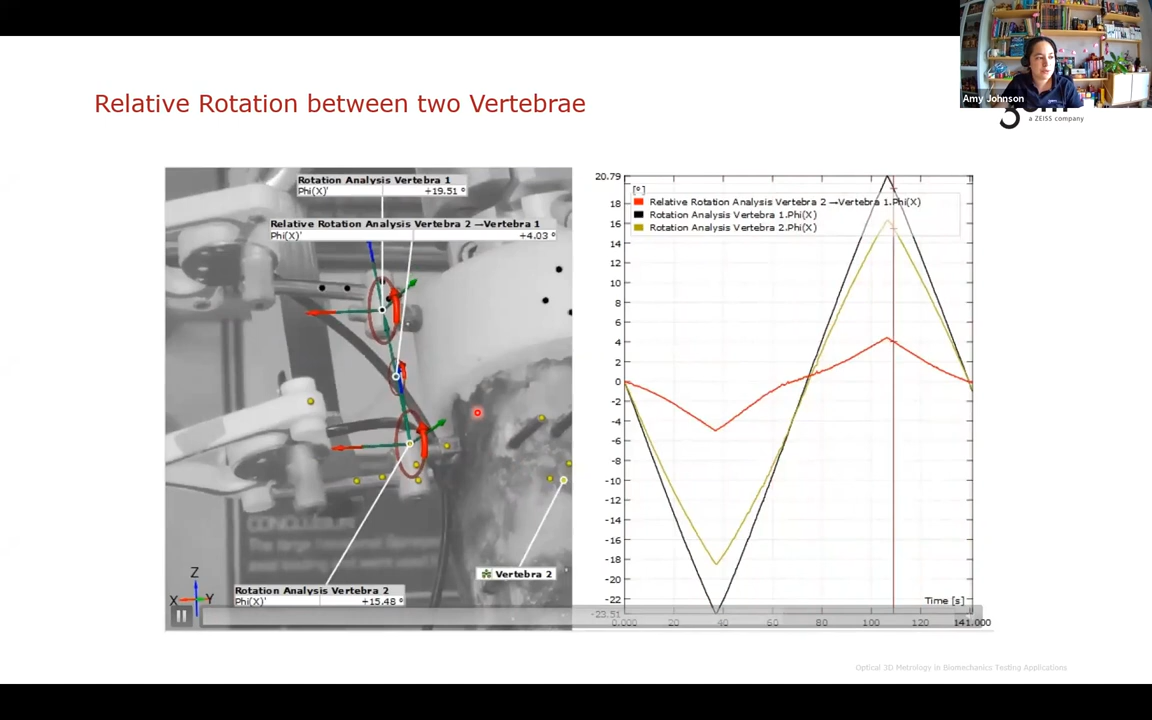 Amy Johnson
Relative Rotation between two Vertebrae
a ZEISS company
Rotation Analysis Vertebra 1
Phi(X)' +19.51 °
Relative Rotation Analysis Vertebra 2 →Vertebra 1
Phi(X)' +4.03 °
CONCLUSION
Rotation Analysis Vertebra 2
Phi(X)' +15.48 °
Vertebra 2
Z
X
Y
20.79
[°]
Relative Rotation Analysis Vertebra 2 →Vertebra 1.Phi(X)
Rotation Analysis Vertebra 1.Phi(X)
Rotation Analysis Vertebra 2.Phi(X)
18
16
14
12
10
8
6
4
2
0
-2
-4
-6
-8
-10
-12
-14
-16
-18
-20
-22
-23.51
Time [s]
0.000 20 40 60 80 100 120 141.000
Optical 3D Metrology in Biomechanics Testing Applications